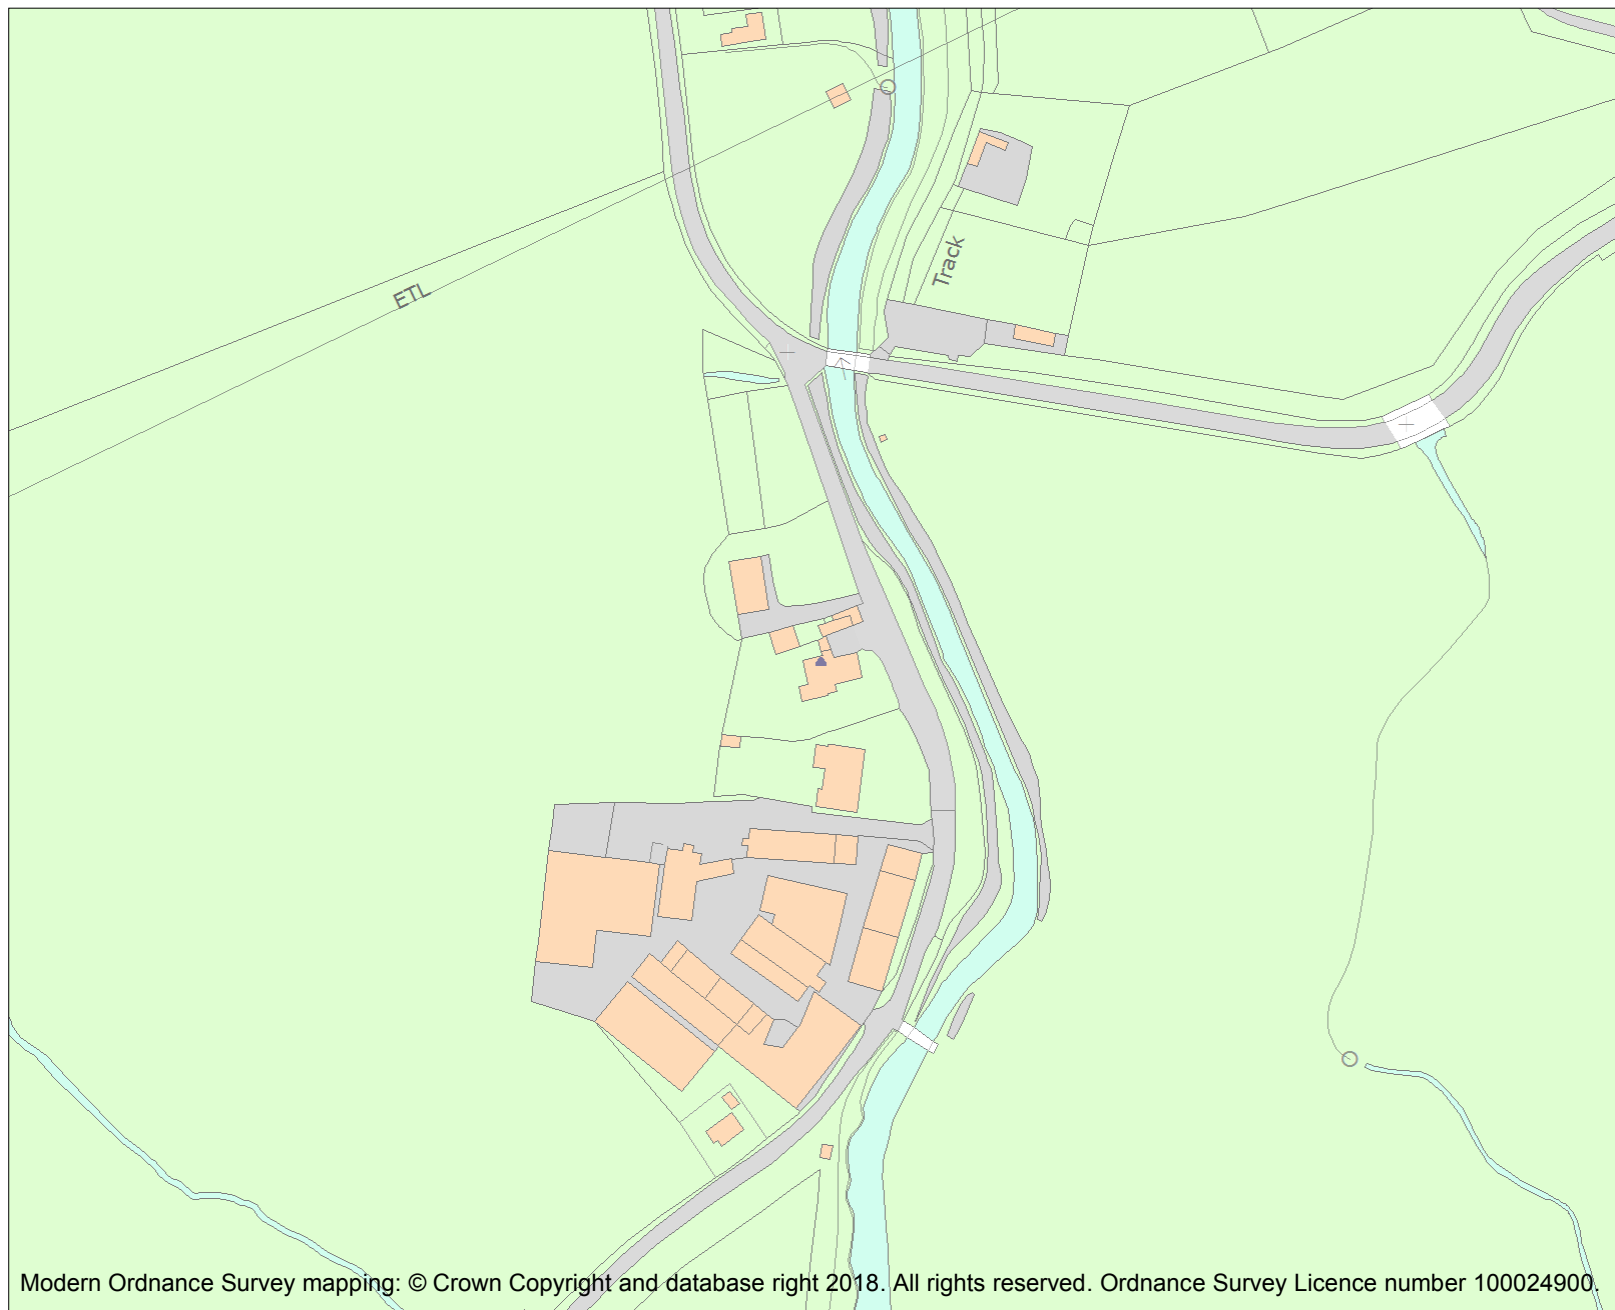 Track
ETL
Modern Ordnance Survey mapping: © Crown Copyright and database right 2018. All rights reserved. Ordnance Survey Licence number 100024900.